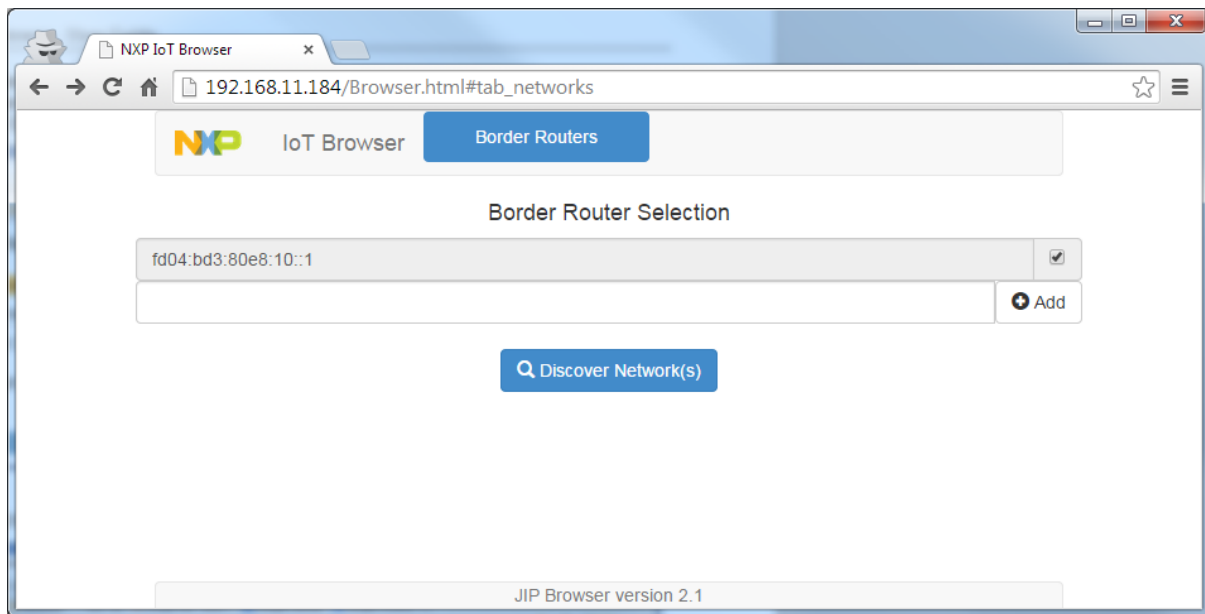 NXP IoT Browser
192.168.11.184/Browser.html#tab_networks
NXP IoT Browser Border Routers
Border Router Selection
fd04:bd3:80e8:10::1
Add
Discover Network(s)
JIP Browser version 2.1